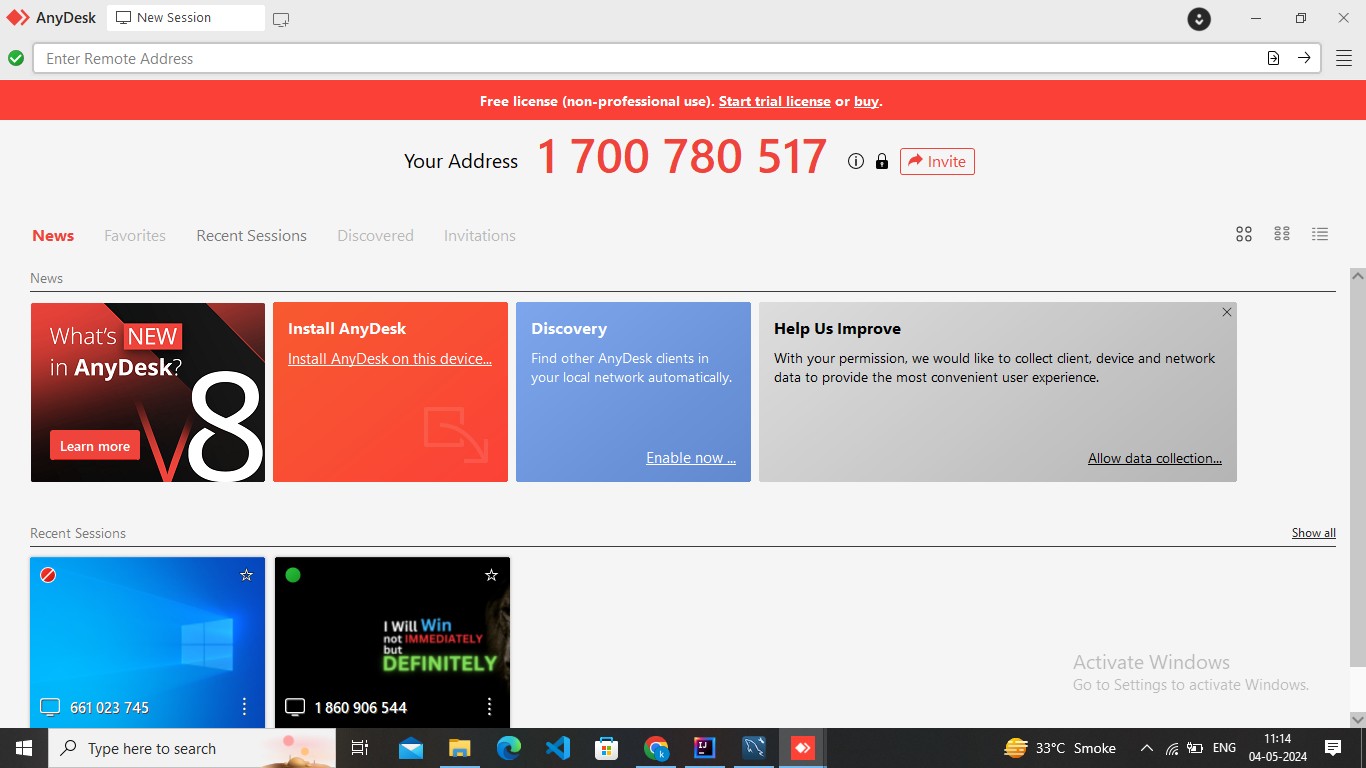 AnyDesk
New Session
Enter Remote Address
Free license (non-professional use). Start trial license or buy.
Your Address 1 700 780 517 Invite
News Favorites Recent Sessions Discovered Invitations
News
What's NEW
in AnyDesk?
V8
Learn more
Install AnyDesk
Install AnyDesk on this device...
Discovery
Find other AnyDesk clients in
your local network automatically.
Enable now ...
Help Us Improve
With your permission, we would like to collect client, device and network
data to provide the most convenient user experience.
Allow data collection...
Recent Sessions Show all
661 023 745
I Will Win
not IMMEDIATELY
but
DEFINITELY
1 860 906 544
Activate Windows
Go to Settings to activate Windows.
Type here to search
33°C Smoke
ENG
11:14
04-05-2024